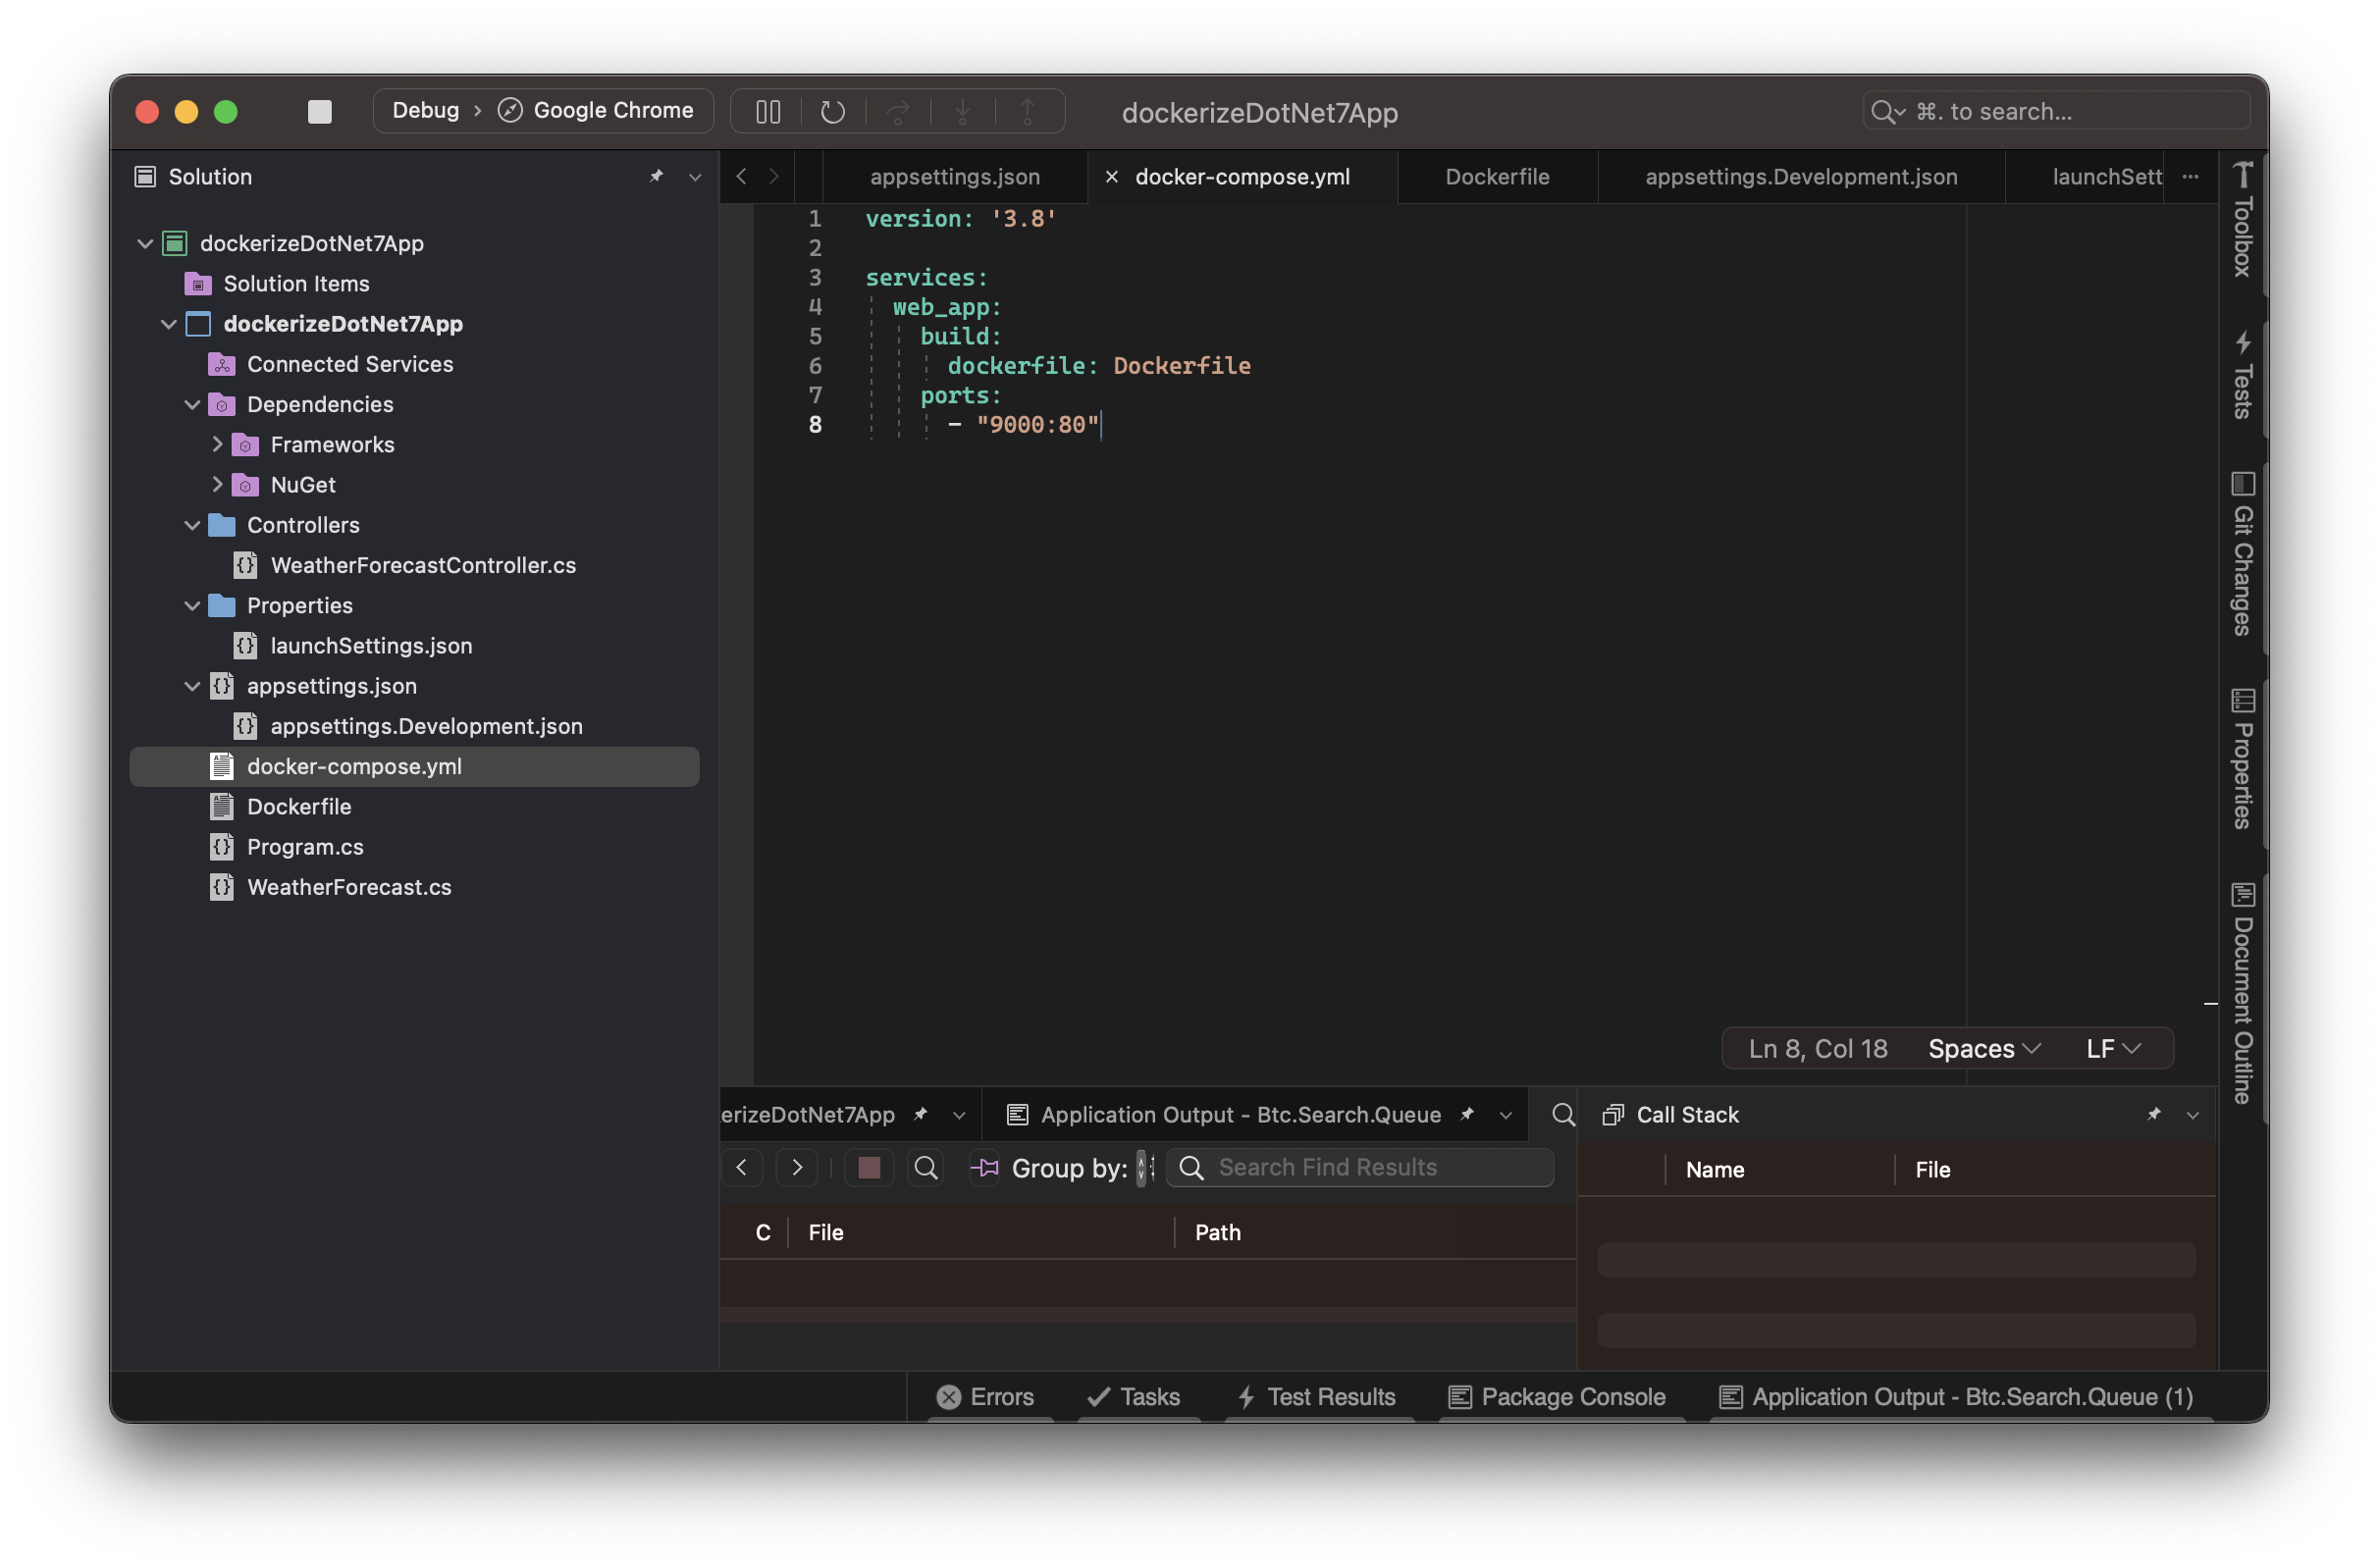 Debug › Google Chrome
dockerizeDotNet7App
⌘. to search...
Solution
dockerizeDotNet7App
Solution Items
dockerizeDotNet7App
Connected Services
Dependencies
Frameworks
NuGet
Controllers
WeatherForecastController.cs
Properties
launchSettings.json
appsettings.json
appsettings.Development.json
docker-compose.yml
Dockerfile
Program.cs
WeatherForecast.cs
appsettings.json
docker-compose.yml
Dockerfile
appsettings.Development.json
launchSett
1 version: '3.8'
2
3 services:
4 web_app:
5 build:
6 dockerfile: Dockerfile
7 ports:
8 - "9000:80"
Ln 8, Col 18 Spaces LF
Toolbox
Tests
Git Changes
Properties
Document Outline
erizeDotNet7App
Application Output - Btc.Search.Queue
Group by:
Search Find Results
C File Path
Call Stack
Name File
Errors
Tasks
Test Results
Package Console
Application Output - Btc.Search.Queue (1)